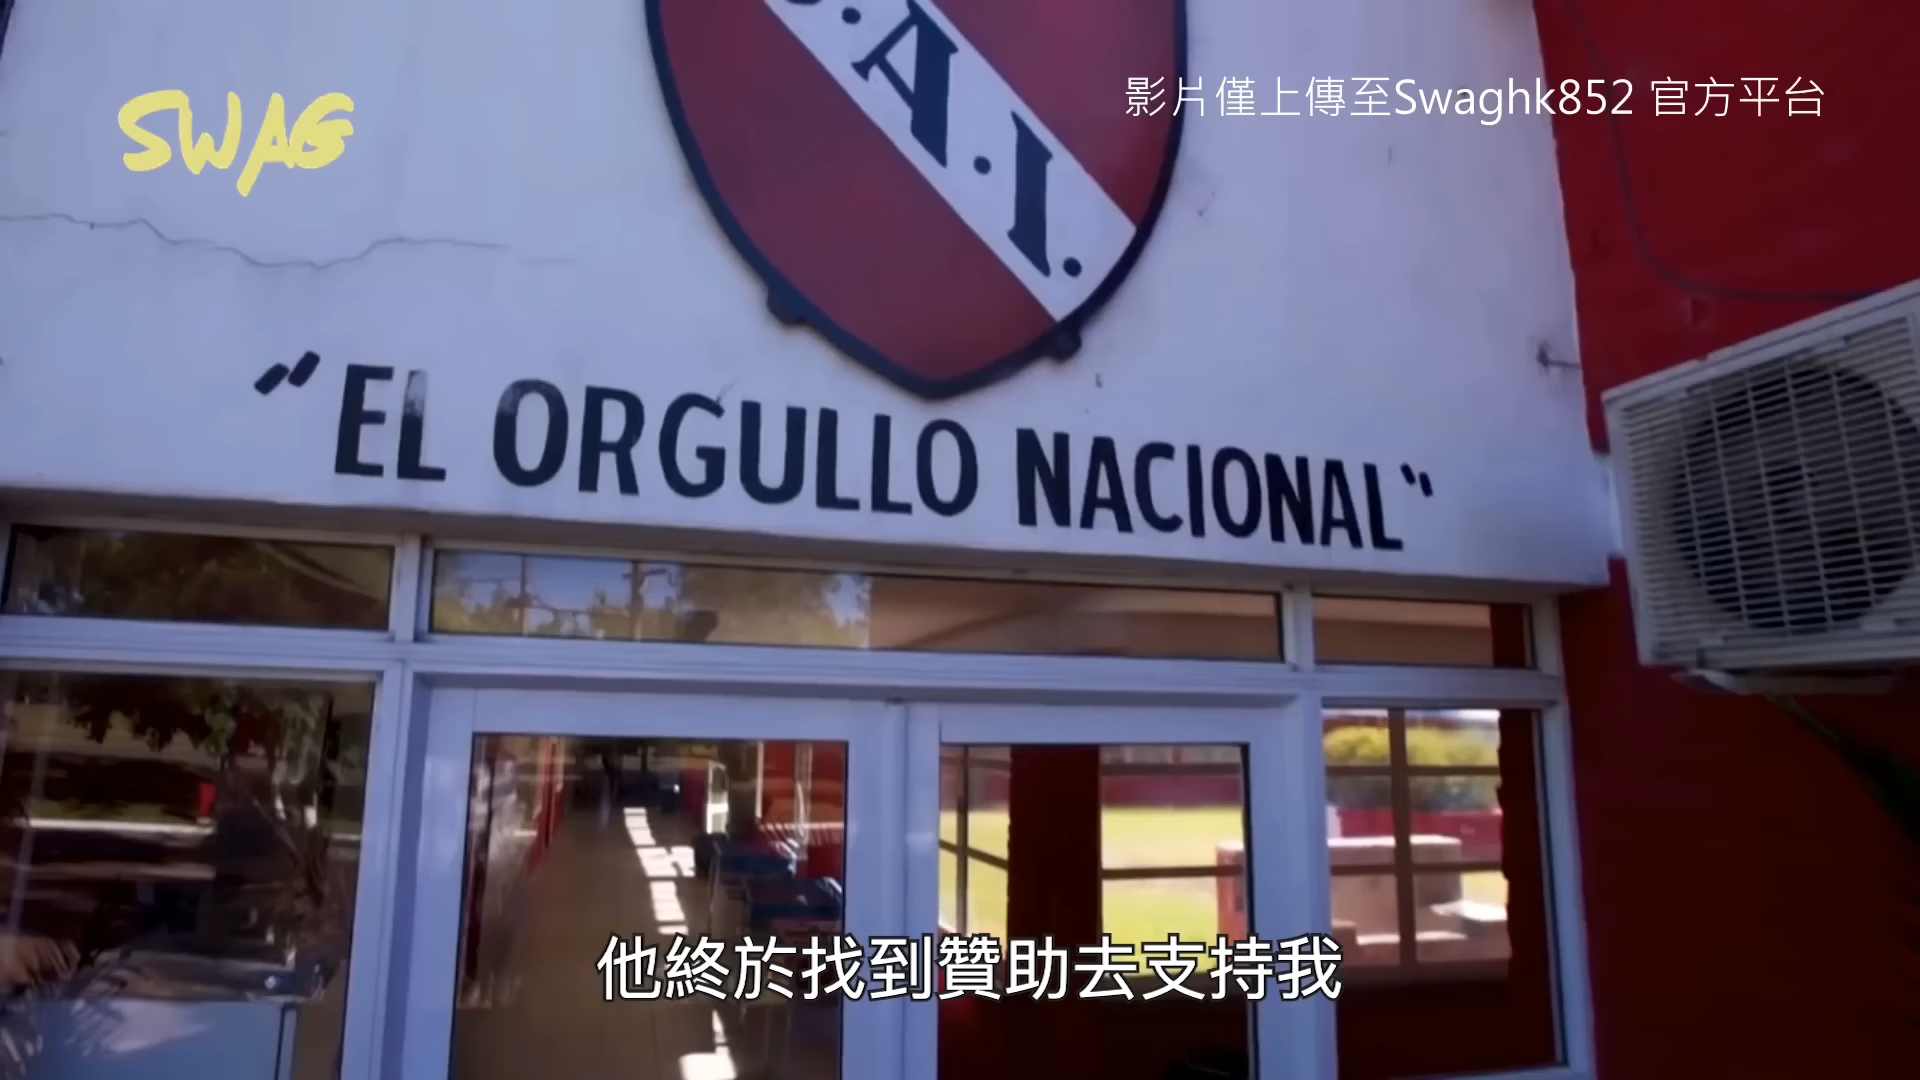 SWAG
影片僅上傳至Swaghk852 官方平台
.A.I.
"EL ORGULLO NACIONAL"
他終於找到贊助去支持我